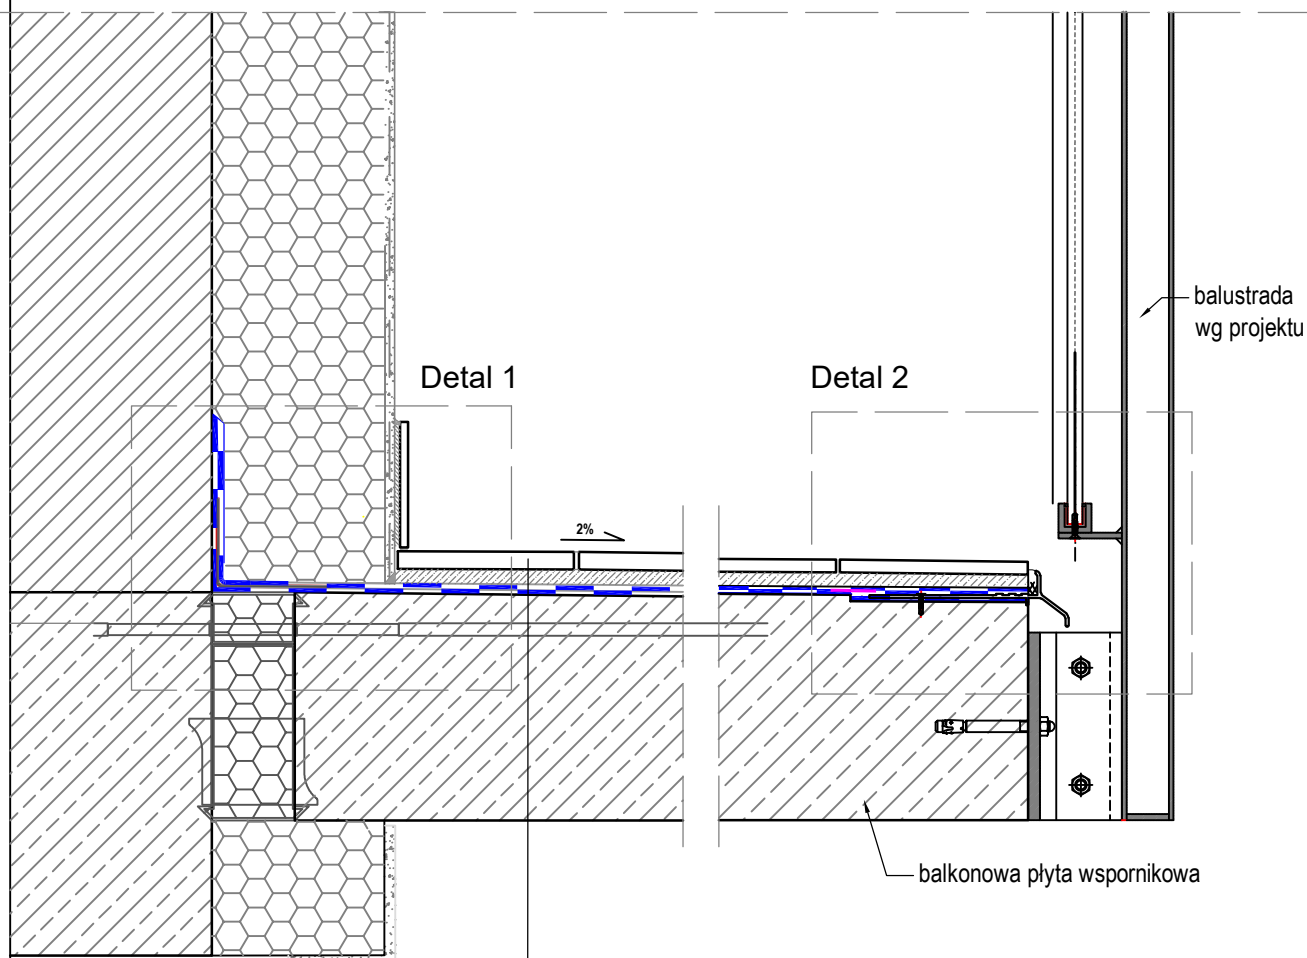 balustrada
wg projektu
Detal 1
Detal 2
2%
balkonowa płyta wspornikowa